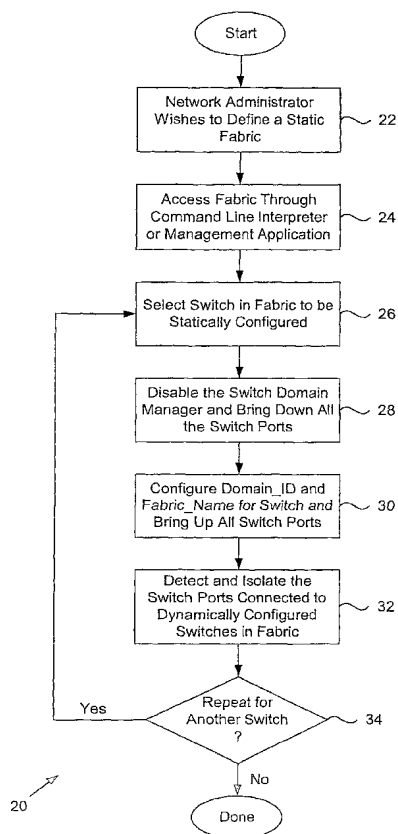 Start
Network Administrator
Wishes to Define a Static
Fabric
22
Access Fabric Through
Command Line Interpreter
or Management Application
24
Select Switch in Fabric to be
Statically Configured
26
Disable the Switch Domain
Manager and Bring Down All
the Switch Ports
28
Configure Domain_ID and
Fabric_Name for Switch and
Bring Up All Switch Ports
30
Detect and Isolate the
Switch Ports Connected to
Dynamically Configured
Switches in Fabric
32
Yes
Repeat for
Another Switch
?
34
No
20
Done